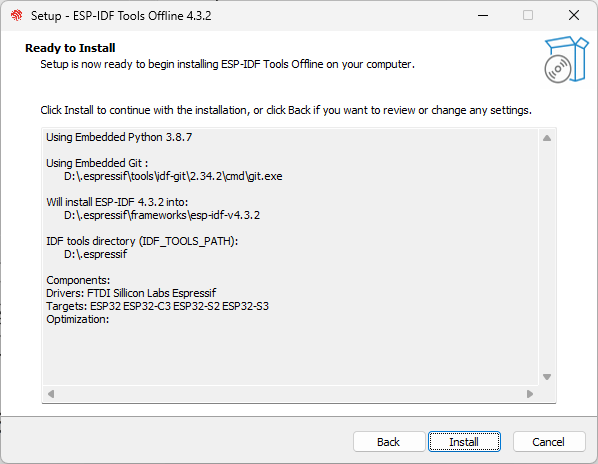 Setup - ESP-IDF Tools Offline 4.3.2
Ready to Install
Setup is now ready to begin installing ESP-IDF Tools Offline on your computer.
Click Install to continue with the installation, or click Back if you want to review or change any settings.
Using Embedded Python 3.8.7
Using Embedded Git :
D:\.espressif\tools\idf-git\2.34.2\cmd\git.exe
Will install ESP-IDF 4.3.2 into:
D:\.espressif\frameworks\esp-idf-v4.3.2
IDF tools directory (IDF_TOOLS_PATH):
D:\.espressif
Components:
Drivers: FTDI Sillicon Labs Espressif
Targets: ESP32 ESP32-C3 ESP32-S2 ESP32-S3
Optimization:
Back Install Cancel